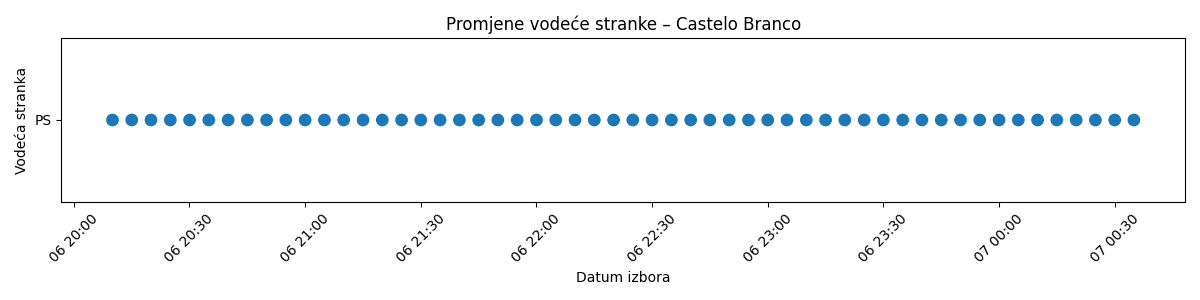 Promjene vodeće stranke – Castelo Branco
Vodeća stranka
PS
06 20:00
06 20:30
06 21:00
06 21:30
06 22:00
06 22:30
06 23:00
06 23:30
07 00:00
07 00:30
Datum izbora